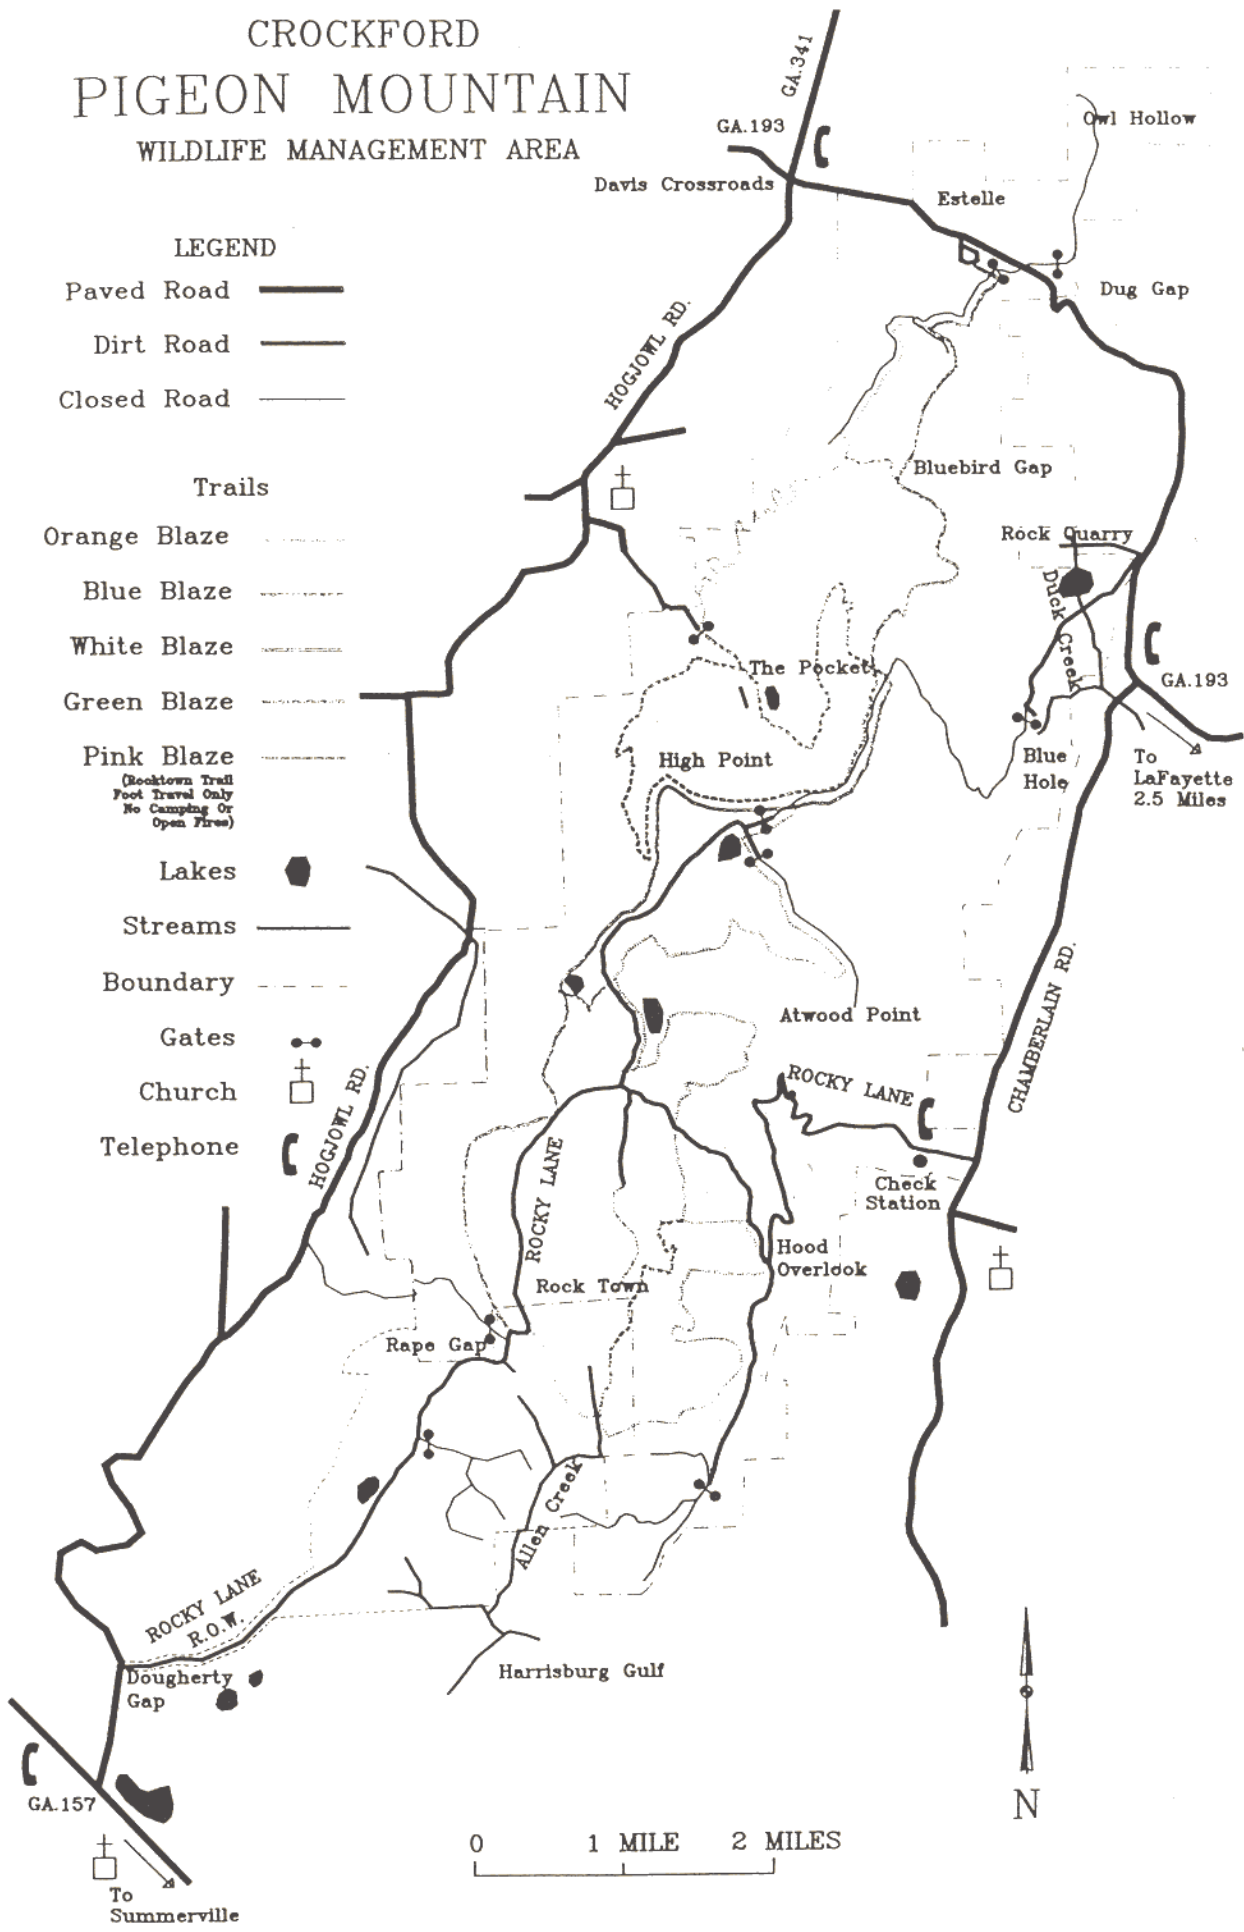 CROCKFORD
PIGEON MOUNTAIN
WILDLIFE MANAGEMENT AREA
GA.341
GA.193
Davis Crossroads
Owl Hollow
Estelle
Dug Gap
LEGEND
Paved Road
Dirt Road
Closed Road
Trails
Orange Blaze
Blue Blaze
White Blaze
Green Blaze
Pink Blaze
(Rocktown Trail
Foot Travel Only
No Camping Or
Open Fires)
Lakes
Streams
Boundary
Gates
Church
Telephone
HOGJOWL RD.
Bluebird Gap
Rock Quarry
Duck Creek
The Pocket
GA.193
High Point
Blue
Hole
To
LaFAYETTE
2.5 Miles
CHAMBERLAIN RD.
Atwood Point
ROCKY LANE
Check
Station
HOGJOWL RD.
ROCKY LANE
Hood
Overlook
Rock Town
Rape Gap
Allen Creek
ROCKY LANE
R.O.W.
Dougherty
Gap
Harrisburg Gulf
GA.157
N
0 1 MILE 2 MILES
To
Summerville